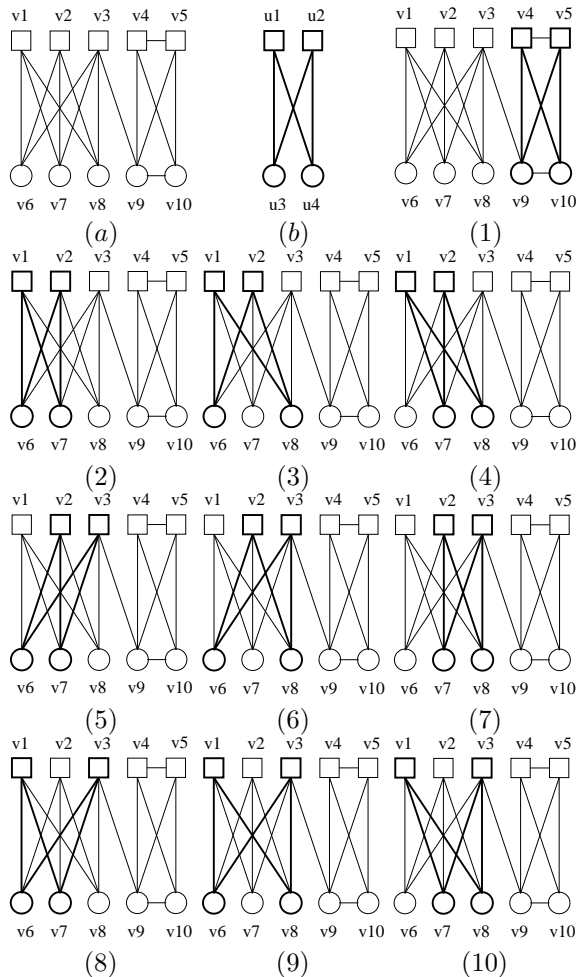 v1 v2 v3 v4 v5 u1 u2 v1 v2 v3 v4 v5
v6 v7 v8 v9 v10 u3 u4 v6 v7 v8 v9 v10
(a) (b) (1)
v1 v2 v3 v4 v5 v1 v2 v3 v4 v5 v1 v2 v3 v4 v5
v6 v7 v8 v9 v10 v6 v7 v8 v9 v10 v6 v7 v8 v9 v10
(2) (3) (4)
v1 v2 v3 v4 v5 v1 v2 v3 v4 v5 v1 v2 v3 v4 v5
v6 v7 v8 v9 v10 v6 v7 v8 v9 v10 v6 v7 v8 v9 v10
(5) (6) (7)
v1 v2 v3 v4 v5 v1 v2 v3 v4 v5 v1 v2 v3 v4 v5
v6 v7 v8 v9 v10 v6 v7 v8 v9 v10 v6 v7 v8 v9 v10
(8) (9) (10)